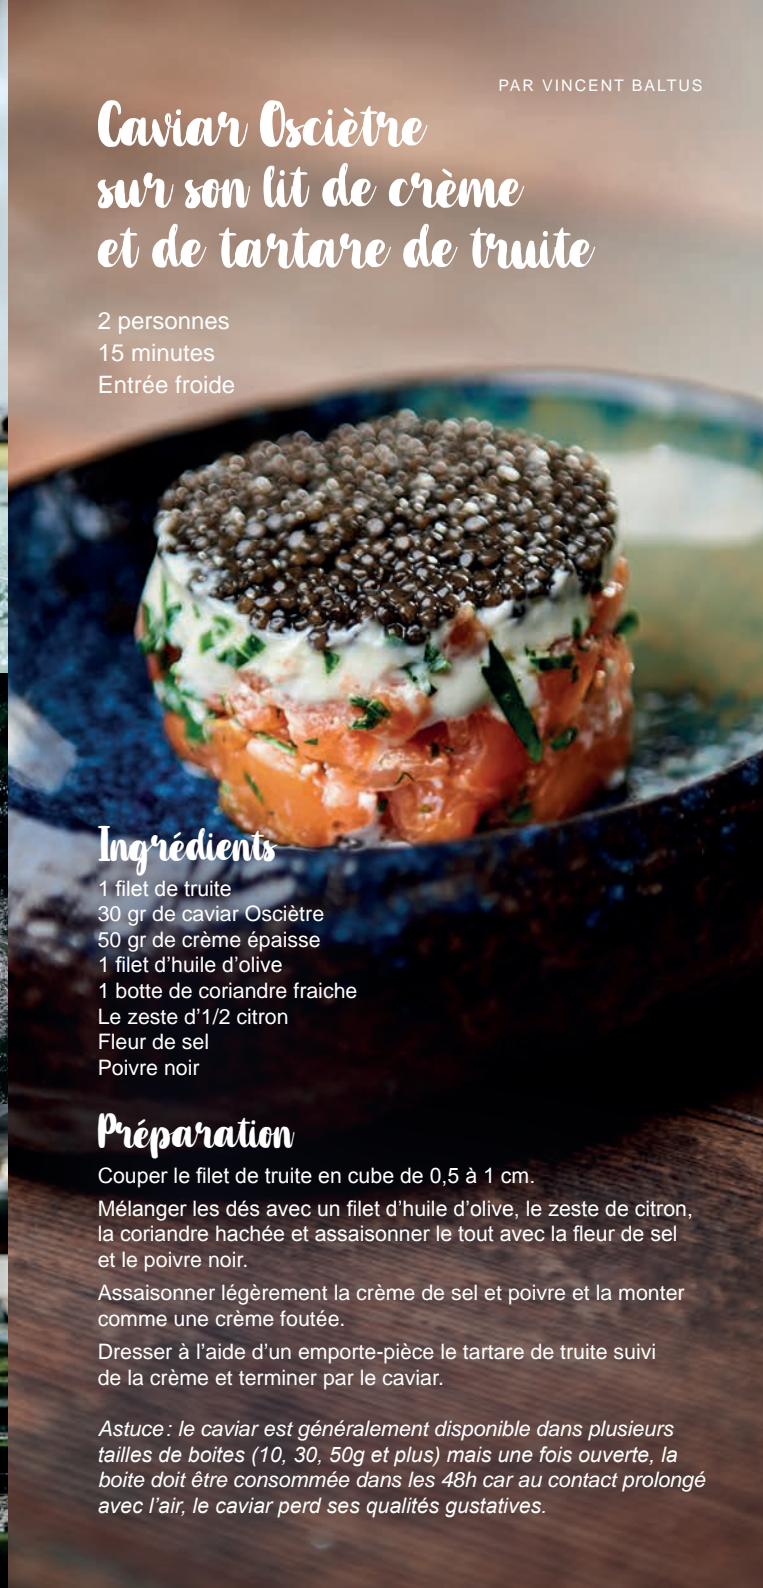 PAR VINCENT BALTUS
Caviar Osciètre
sur son lit de crème
et de tartare de truite
2 personnes
15 minutes
Entrée froide
Ingrédients
1 filet de truite
30 gr de caviar Osciètre
50 gr de crème épaisse
1 filet d’huile d’olive
1 botte de coriandre fraiche
Le zeste d’1/2 citron
Fleur de sel
Poivre noir
Préparation
Couper le filet de truite en cube de 0,5 à 1 cm.
Mélanger les dés avec un filet d’huile d’olive, le zeste de citron,
la coriandre hachée et assaisonner le tout avec la fleur de sel
et le poivre noir.
Assaisonner légèrement la crème de sel et poivre et la monter
comme une crème foutée.
Dresser à l’aide d’un emporte-pièce le tartare de truite suivi
de la crème et terminer par le caviar.
Astuce : le caviar est généralement disponible dans plusieurs
tailles de boites (10, 30, 50g et plus) mais une fois ouverte, la
boite doit être consommée dans les 48h car au contact prolongé
avec l’air, le caviar perd ses qualités gustatives.